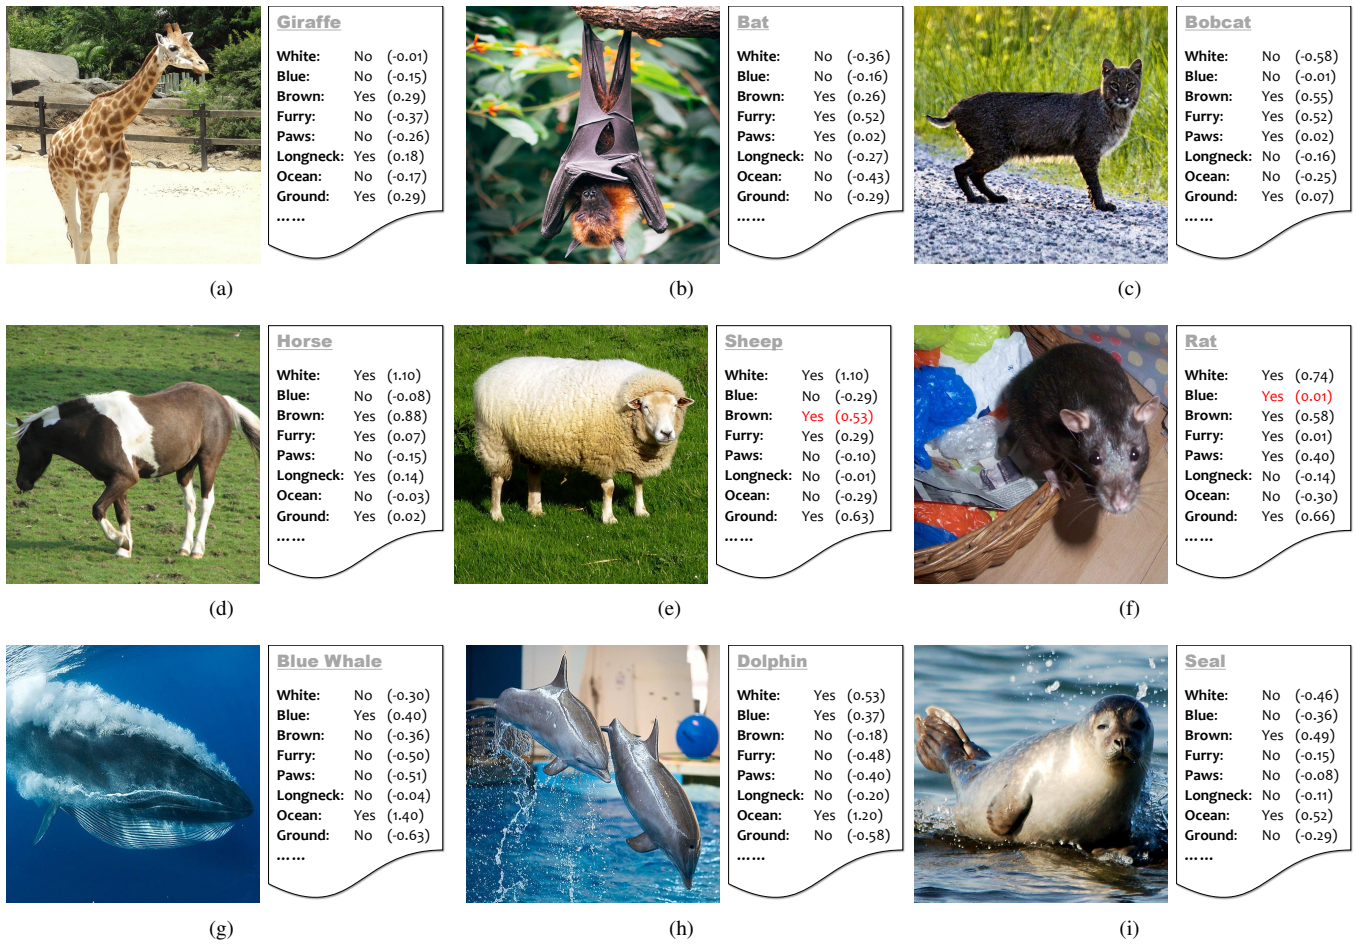 Giraffe
White: No (-0.01)
Blue: No (-0.15)
Brown: Yes (0.29)
Furry: No (-0.37)
Paws: No (-0.26)
Longneck: Yes (0.18)
Ocean: No (-0.17)
Ground: Yes (0.29)
......
(a)
Bat
White: No (-0.36)
Blue: No (-0.16)
Brown: Yes (0.26)
Furry: Yes (0.52)
Paws: Yes (0.02)
Longneck: No (-0.27)
Ocean: No (-0.43)
Ground: No (-0.29)
......
(b)
Bobcat
White: No (-0.58)
Blue: No (-0.01)
Brown: Yes (0.55)
Furry: Yes (0.52)
Paws: Yes (0.02)
Longneck: No (-0.16)
Ocean: No (-0.25)
Ground: Yes (0.07)
......
(c)
Horse
White: Yes (1.10)
Blue: No (-0.08)
Brown: Yes (0.88)
Furry: Yes (0.07)
Paws: No (-0.15)
Longneck: Yes (0.14)
Ocean: No (-0.03)
Ground: Yes (0.02)
......
(d)
Sheep
White: Yes (1.10)
Blue: No (-0.29)
Brown: Yes (0.53)
Furry: Yes (0.29)
Paws: No (-0.10)
Longneck: No (-0.01)
Ocean: No (-0.29)
Ground: Yes (0.63)
......
(e)
Rat
White: Yes (0.74)
Blue: Yes (0.01)
Brown: Yes (0.58)
Furry: Yes (0.01)
Paws: Yes (0.40)
Longneck: No (-0.14)
Ocean: No (-0.30)
Ground: Yes (0.66)
......
(f)
Blue Whale
White: No (-0.30)
Blue: Yes (0.40)
Brown: No (-0.36)
Furry: No (-0.50)
Paws: No (-0.51)
Longneck: No (-0.04)
Ocean: Yes (1.40)
Ground: No (-0.63)
......
(g)
Dolphin
White: Yes (0.53)
Blue: Yes (0.37)
Brown: No (-0.18)
Furry: No (-0.48)
Paws: No (-0.40)
Longneck: No (-0.20)
Ocean: Yes (1.20)
Ground: No (-0.58)
......
(h)
Seal
White: No (-0.46)
Blue: No (-0.36)
Brown: Yes (0.49)
Furry: No (-0.15)
Paws: No (-0.08)
Longneck: No (-0.11)
Ocean: Yes (0.52)
Ground: No (-0.29)
......
(i)